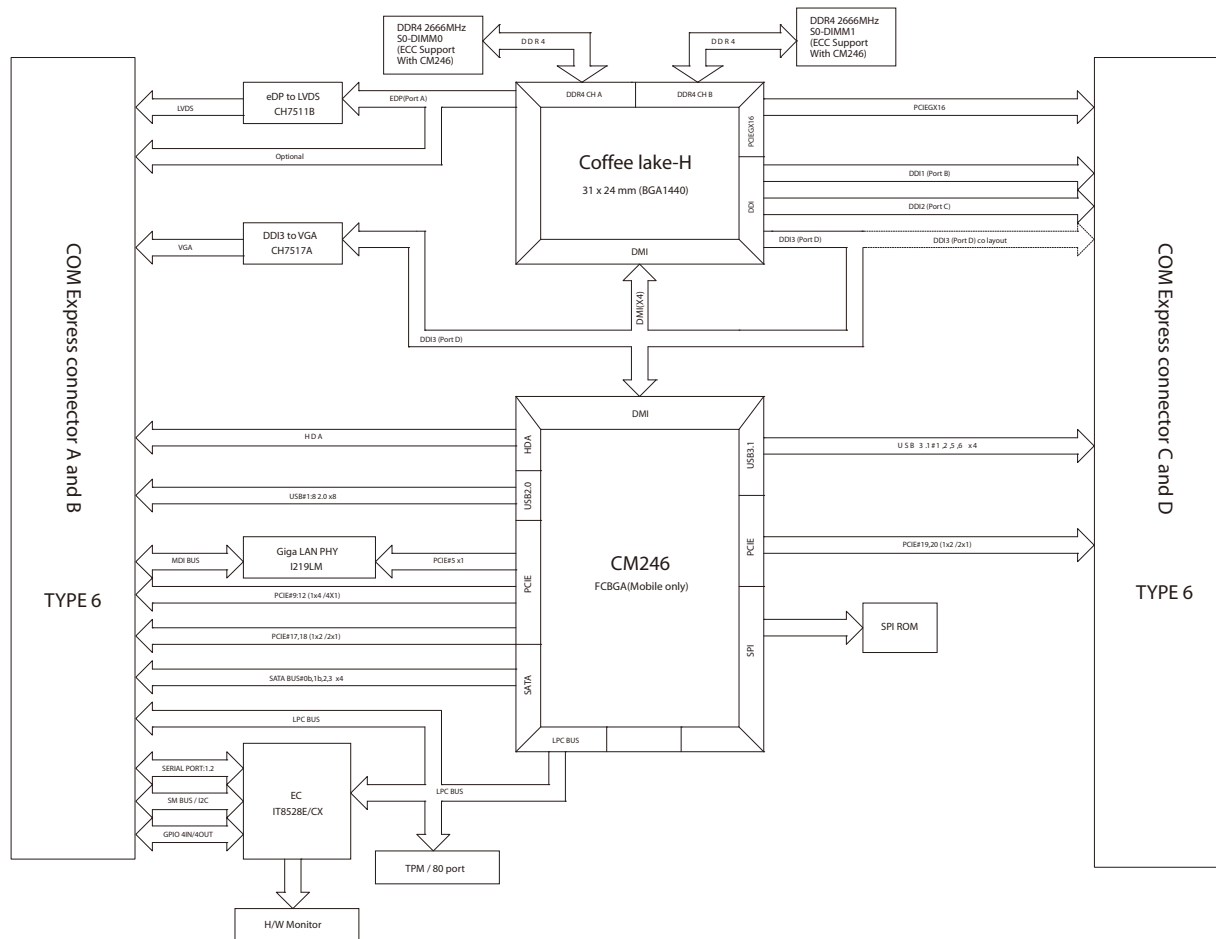 DDR4 2666MHz
S0-DIMM0
(ECC Support
With CM246)
DDR4
DDR4
DDR4 2666MHz
S0-DIMM1
(ECC Support
With CM246)
COM Express connector A and B
TYPE 6
LVDS
eDP to LVDS
CH7511B
EDP(Port A)
Optional
DDR4 CH A
DDR4 CH B
PCIEGX16
DDI
Coffee lake-H
31 x 24 mm (BGA1440)
DMI
PCIEGX16
DDI1 (Port B)
DDI2 (Port C)
DDI3 (Port D)
DDI3 (Port D) co layout
VGA
DDI3 to VGA
CH7517A
DMI(X4)
DDI3 (Port D)
COM Express connector C and D
TYPE 6
DMI
HDA
HDA
USB3.1
USB 3.1#1,2,5,6 x4
USB#1:8 2.0 x8
USB2.0
MDI BUS
Giga LAN PHY
I219LM
PCIE#5 x1
PCIE
CM246
FCBGA(Mobile only)
PCIE
PCIE#19,20 (1x2 /2x1)
PCIE#9:12 (1x4 /4X1)
PCIE#17,18 (1x2 /2x1)
SPI
SPI ROM
SATA BUS#0b,1b,2,3 x4
SATA
LPC BUS
LPC BUS
SERIAL PORT:1,2
SM BUS / I2C
GPIO 4IN/4OUT
EC
IT8528E/CX
LPC BUS
TPM / 80 port
H/W Monitor